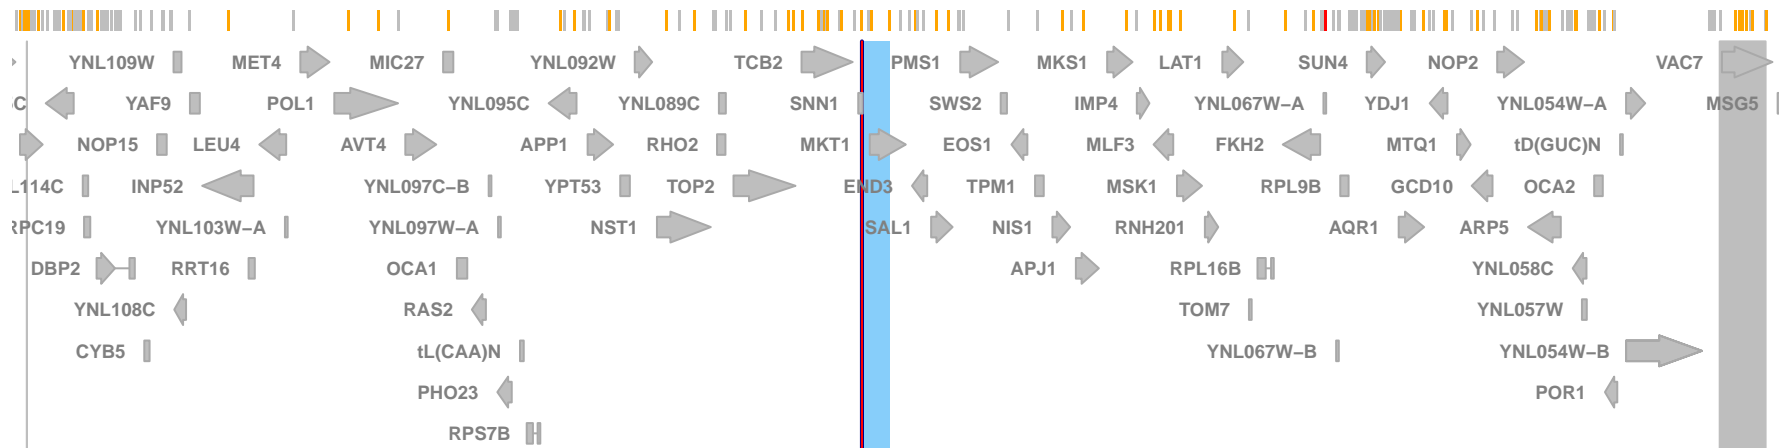 YNL109W MET4 MIC27 YNL092W TCB2 PMS1 MKS1 LAT1 SUN4 NOP2 VAC7
C YAF9 POL1 YNL095C YNL089C SNN1 SWS2 IMP4 YNL067W–A YDJ1 YNL054W–A MSG5
NOP15 LEU4 AVT4 APP1 RHO2 MKT1 EOS1 MLF3 FKH2 MTQ1 tD(GUC)N
L114C INP52 YNL097C–B YPT53 TOP2 END3 TPM1 MSK1 RPL9B GCD10 OCA2
RPC19 YNL103W–A YNL097W–A NST1 SAL1 NIS1 RNH201 AQR1 ARP5
DBP2 RRT16 OCA1 APJ1 RPL16B YNL058C
YNL108C RAS2 TOM7 YNL057W
CYB5 tL(CAA)N YNL067W–B YNL054W–B
PHO23 POR1
RPS7B